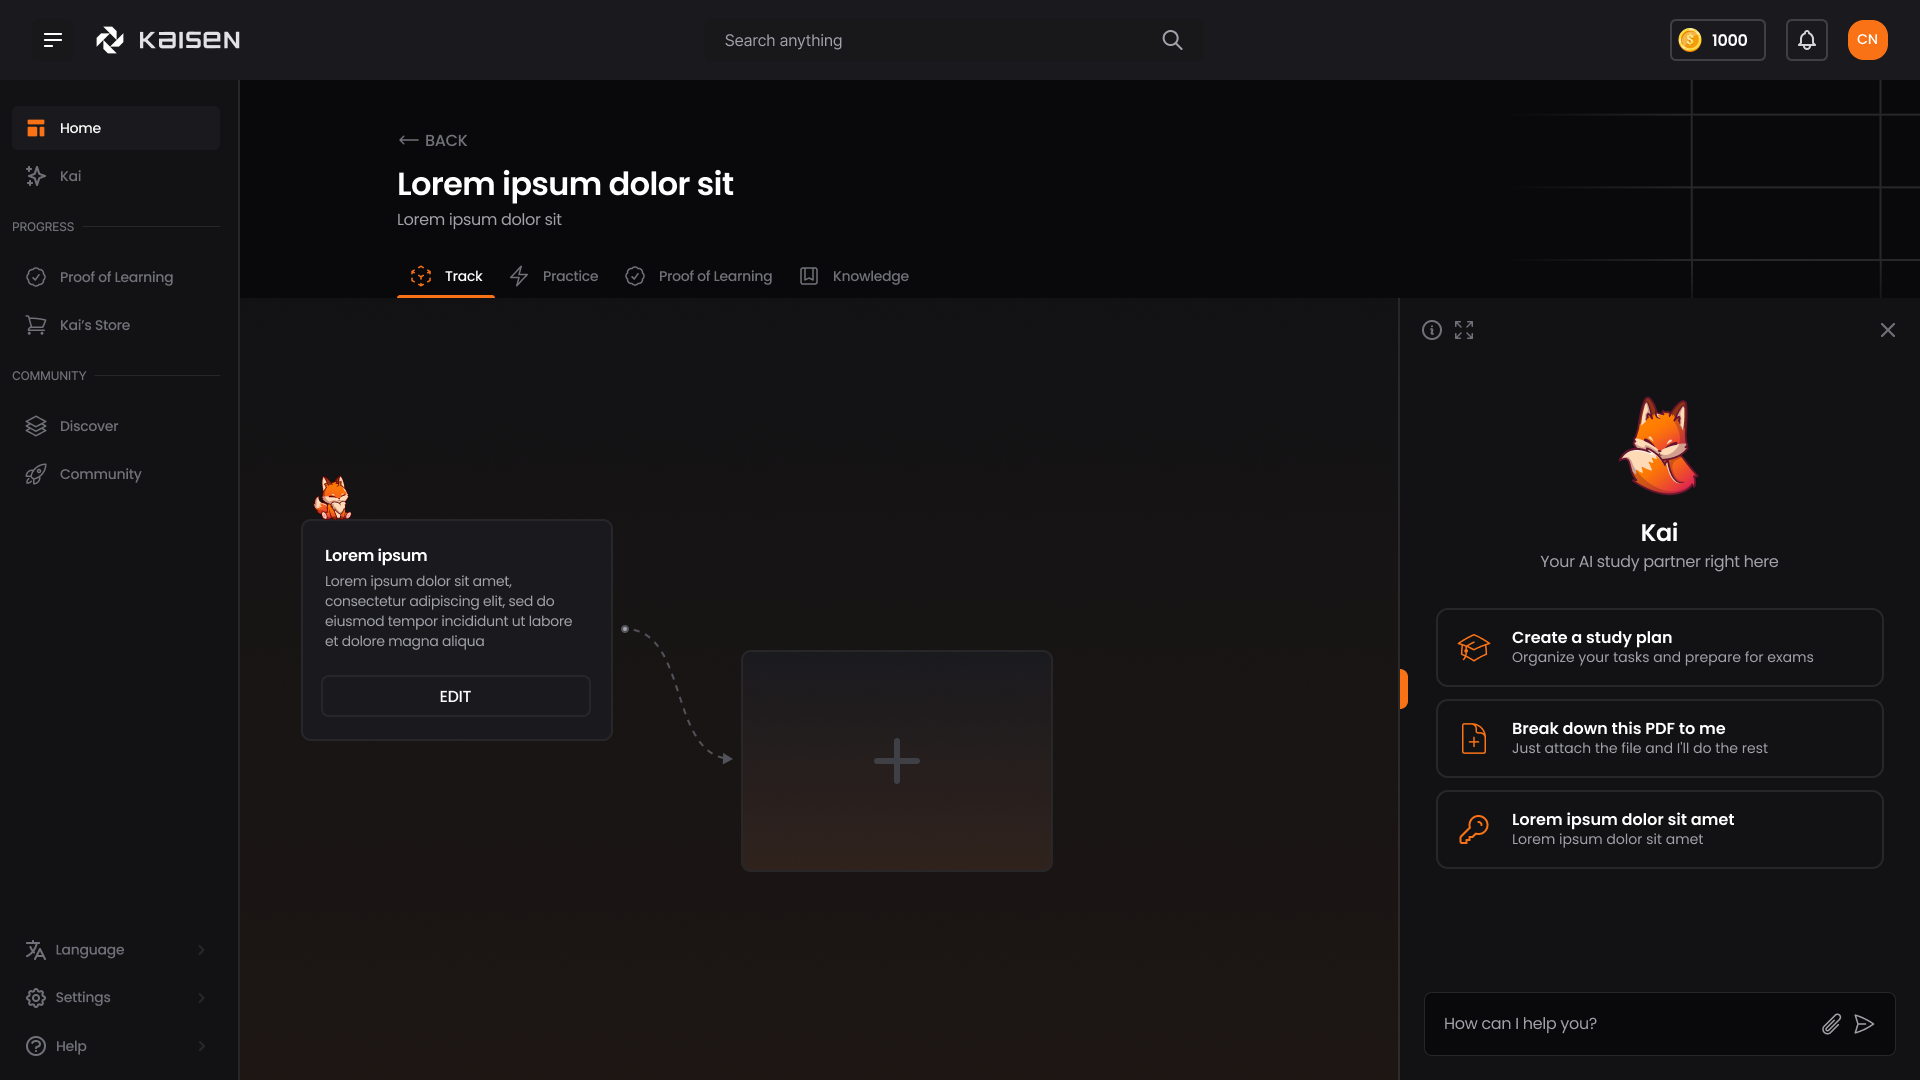 KAISEN
Search anything
1000
CN
Home
Kai
PROGRESS
Proof of Learning
Kai's Store
COMMUNITY
Discover
Community
Language
Settings
Help
BACK
Lorem ipsum dolor sit
Lorem ipsum dolor sit
Track
Practice
Proof of Learning
Knowledge
Lorem ipsum
Lorem ipsum dolor sit amet,
consectetur adipiscing elit, sed do
eiusmod tempor incididunt ut labore
et dolore magna aliqua
EDIT
Kai
Your AI study partner right here
Create a study plan
Organize your tasks and prepare for exams
Break down this PDF to me
Just attach the file and I'll do the rest
Lorem ipsum dolor sit amet
Lorem ipsum dolor sit amet
How can I help you?